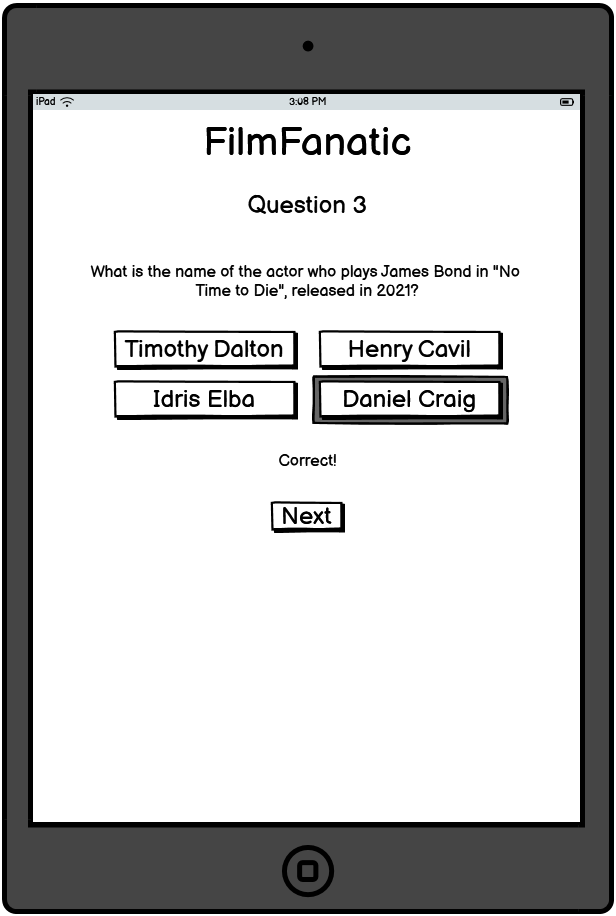 iPad
3:08 PM
FilmFanatic
Question 3
What is the name of the actor who plays James Bond in "No
Time to Die", released in 2021?
Timothy Dalton
Henry Cavil
Idris Elba
Daniel Craig
Correct!
Next